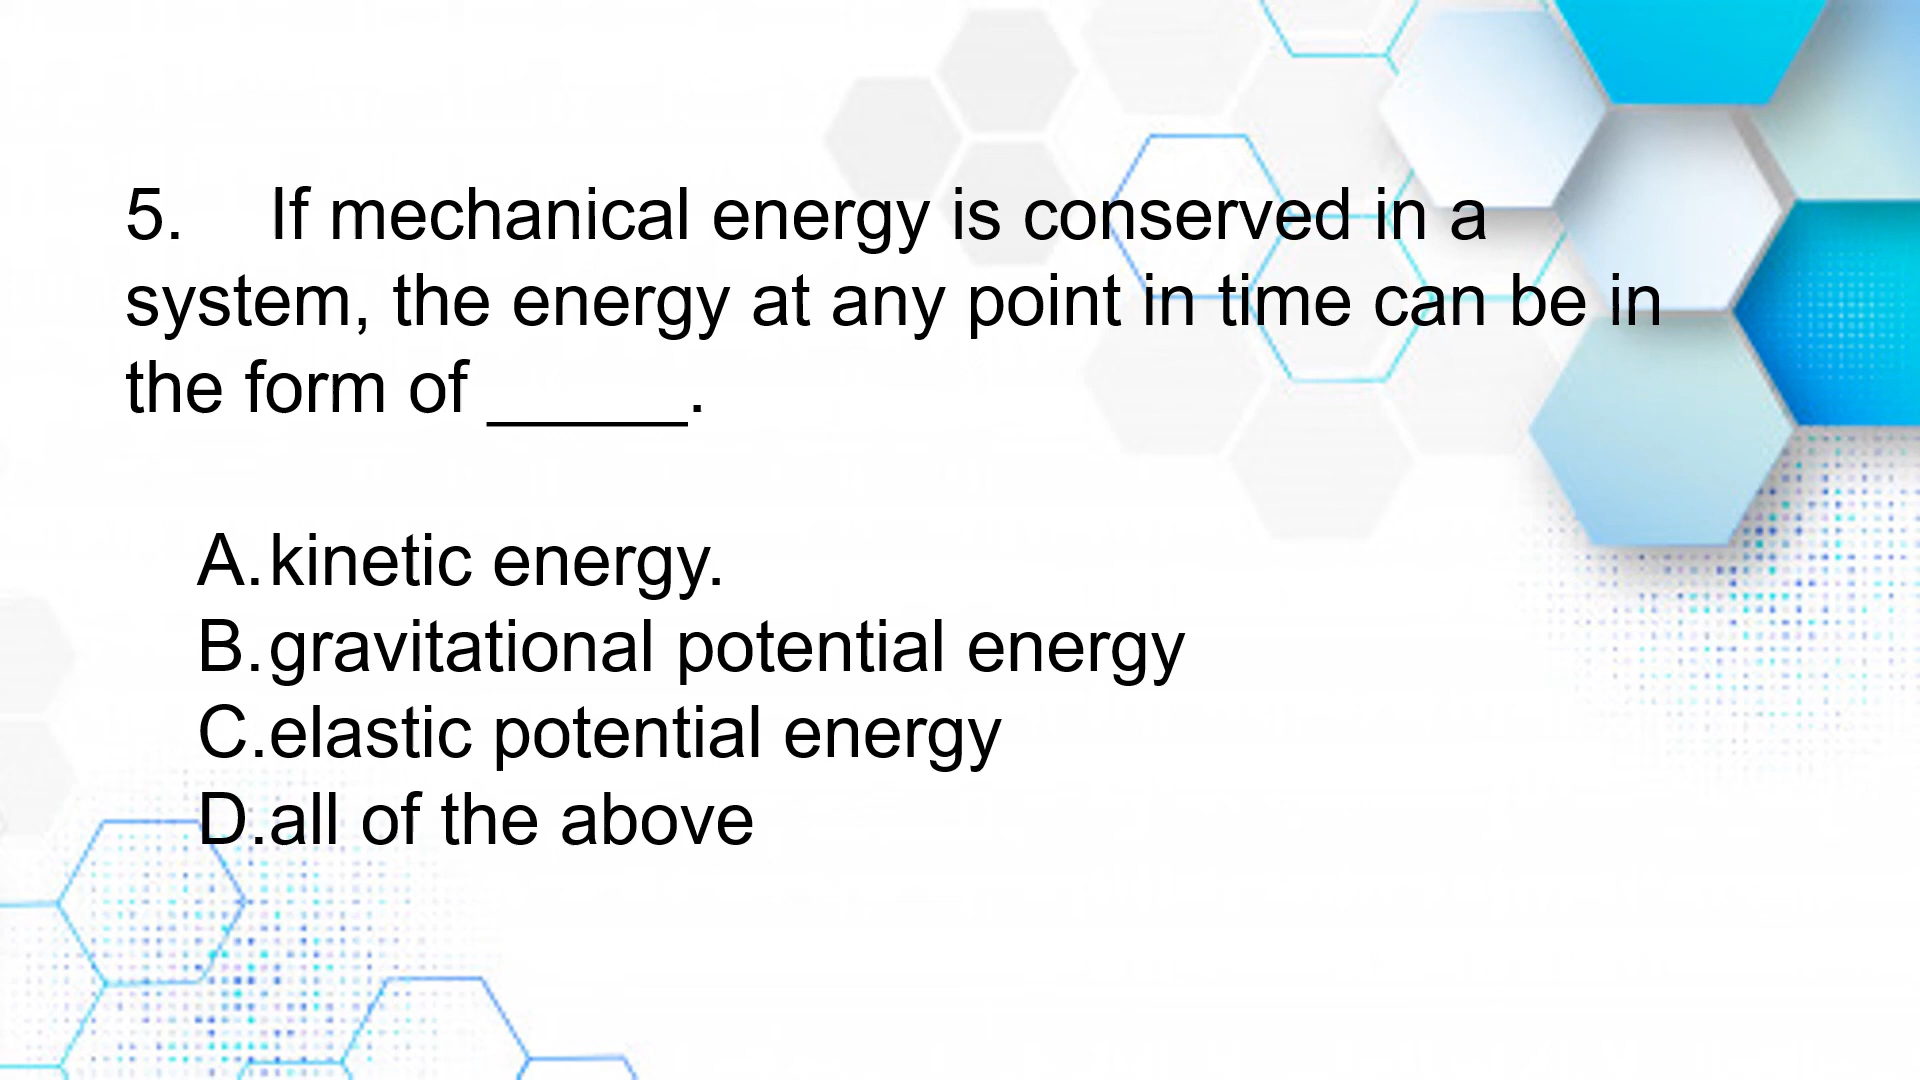 5. If mechanical energy is conserved in a
system, the energy at any point in time can be in
the form of _____.
A.kinetic energy.
B.gravitational potential energy
C.elastic potential energy
D.all of the above